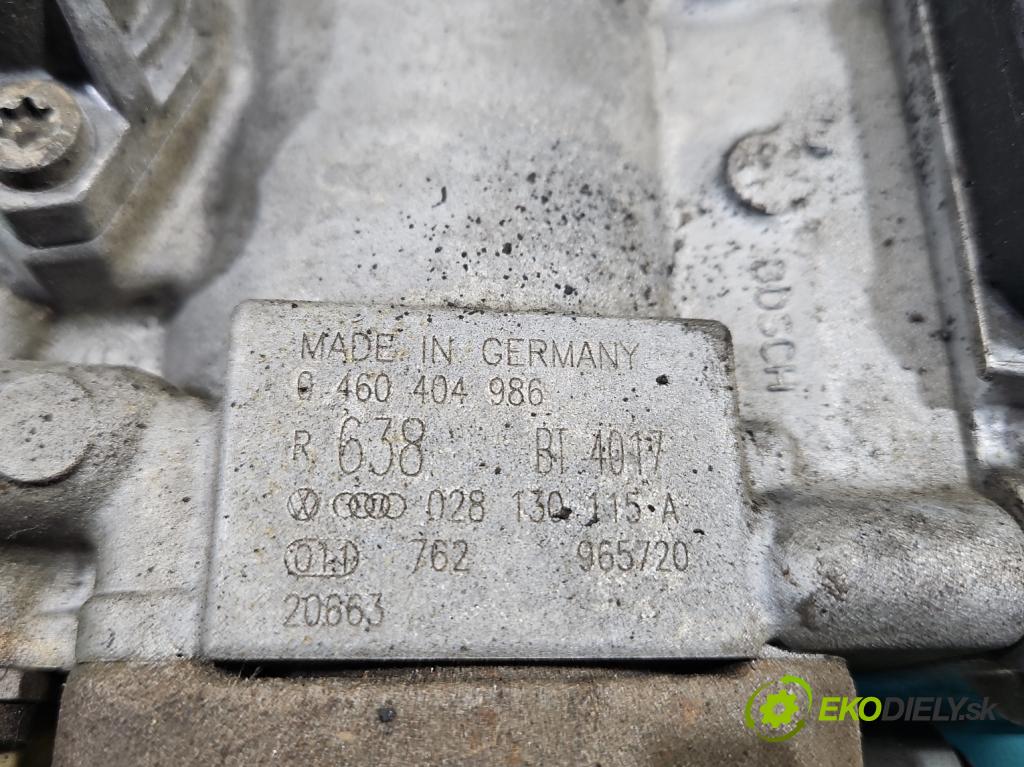 BOSCH
MADE IN GERMANY
0 460 404 986
R 638 BT 4017
028 130 115 A
762 965720
20663
EKODIELY.sk